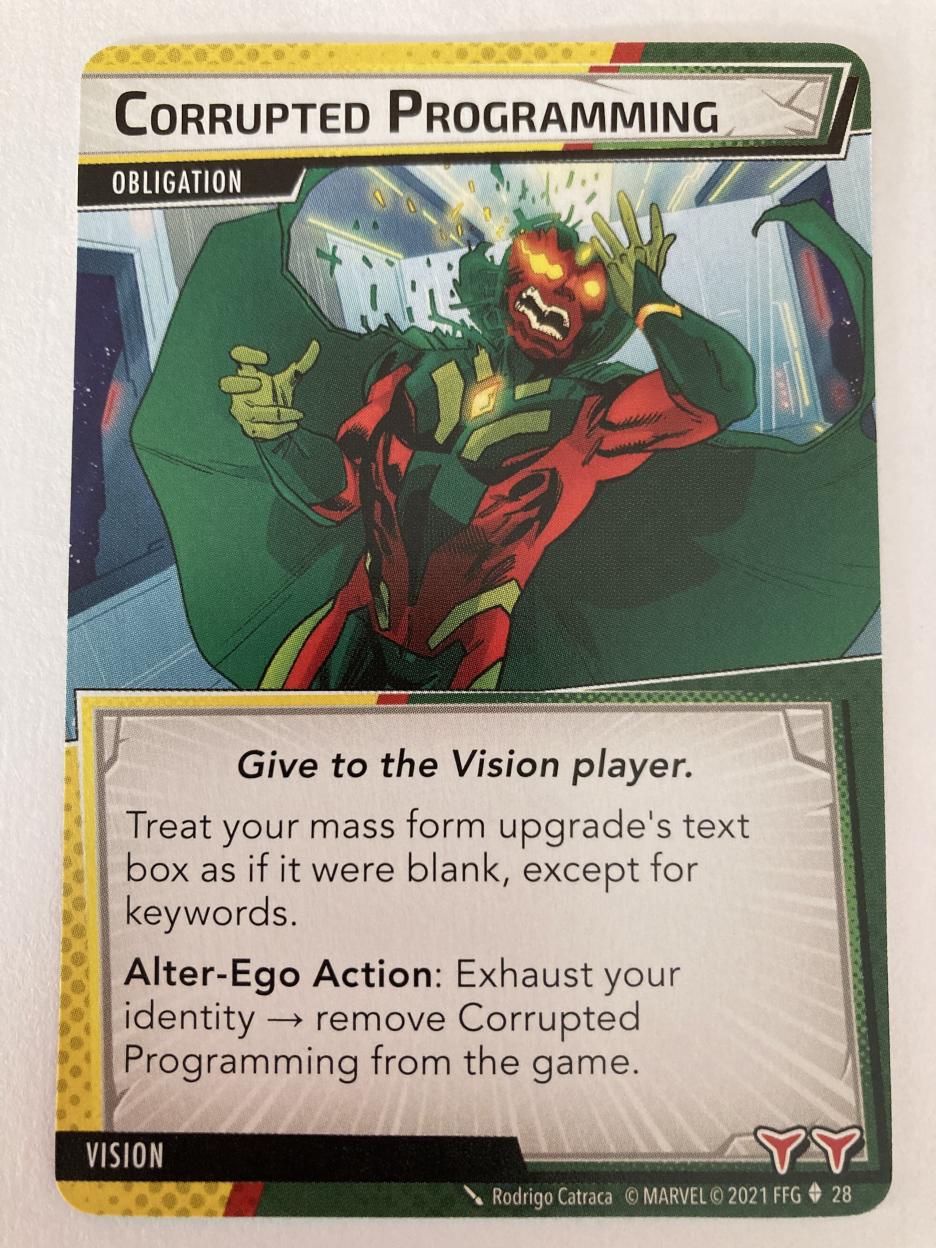 CORRUPTED PROGRAMMING
OBLIGATION
Give to the Vision player.
Treat your mass form upgrade's text
box as if it were blank, except for
keywords.
Alter-Ego Action: Exhaust your
identity → remove Corrupted
Programming from the game.
VISION
Rodrigo Catraca © MARVEL © 2021 FFG 28